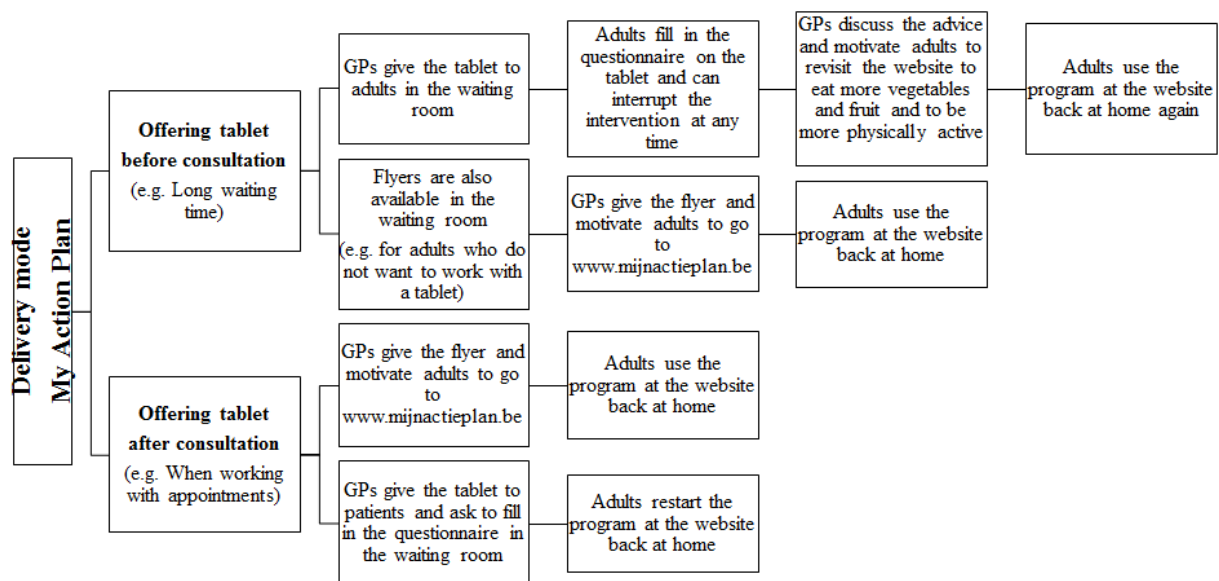 Delivery mode
My Action Plan
Offering tablet
before consultation
(e.g. Long waiting
time)
GPs give the tablet to
adults in the waiting
room
Adults fill in the
questionnaire on the
tablet and can
interrupt the
intervention at any
time
GPs discuss the advice
and motivate adults to
revisit the website to
eat more vegetables
and fruit and to be
more physically active
Adults use the
program at the website
back at home again
Flyers are also
available in the
waiting room
(e.g. for adults who do
not want to work with
a tablet)
GPs give the flyer and
motivate adults to go
to
www.mijnactieplan.be
Adults use the
program at the website
back at home
Offering tablet
after consultation
(e.g. When working
with appointments)
GPs give the flyer and
motivate adults to go
to
www.mijnactieplan.be
Adults use the
program at the website
back at home
GPs give the tablet to
patients and ask to fill
in the questionnaire in
the waiting room
Adults restart the
program at the website
back at home